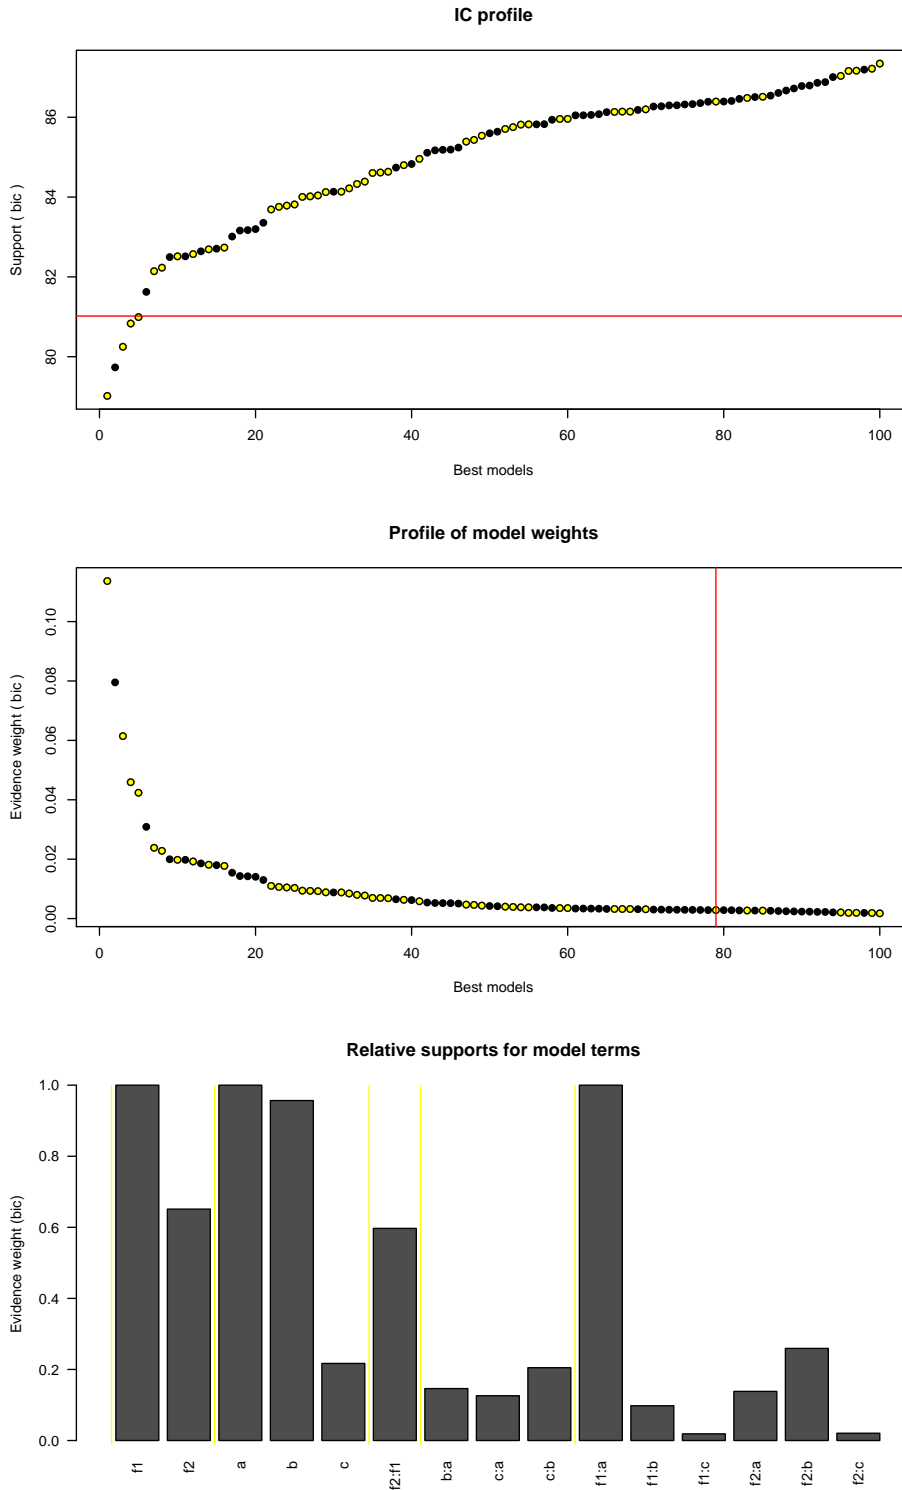 IC profile
Support ( bic )
86
84
82
80
0 20 40 60 80 100
Best models
Profile of model weights
Evidence weight ( bic )
0.10
0.08
0.06
0.04
0.02
0.00
0 20 40 60 80 100
Best models
Relative supports for model terms
Evidence weight (bic)
1.0
0.8
0.6
0.4
0.2
0.0
f1 f2 a b c f2:f1 b:a c:a c:b f1:a f1:b f1:c f2:a f2:b f2:c